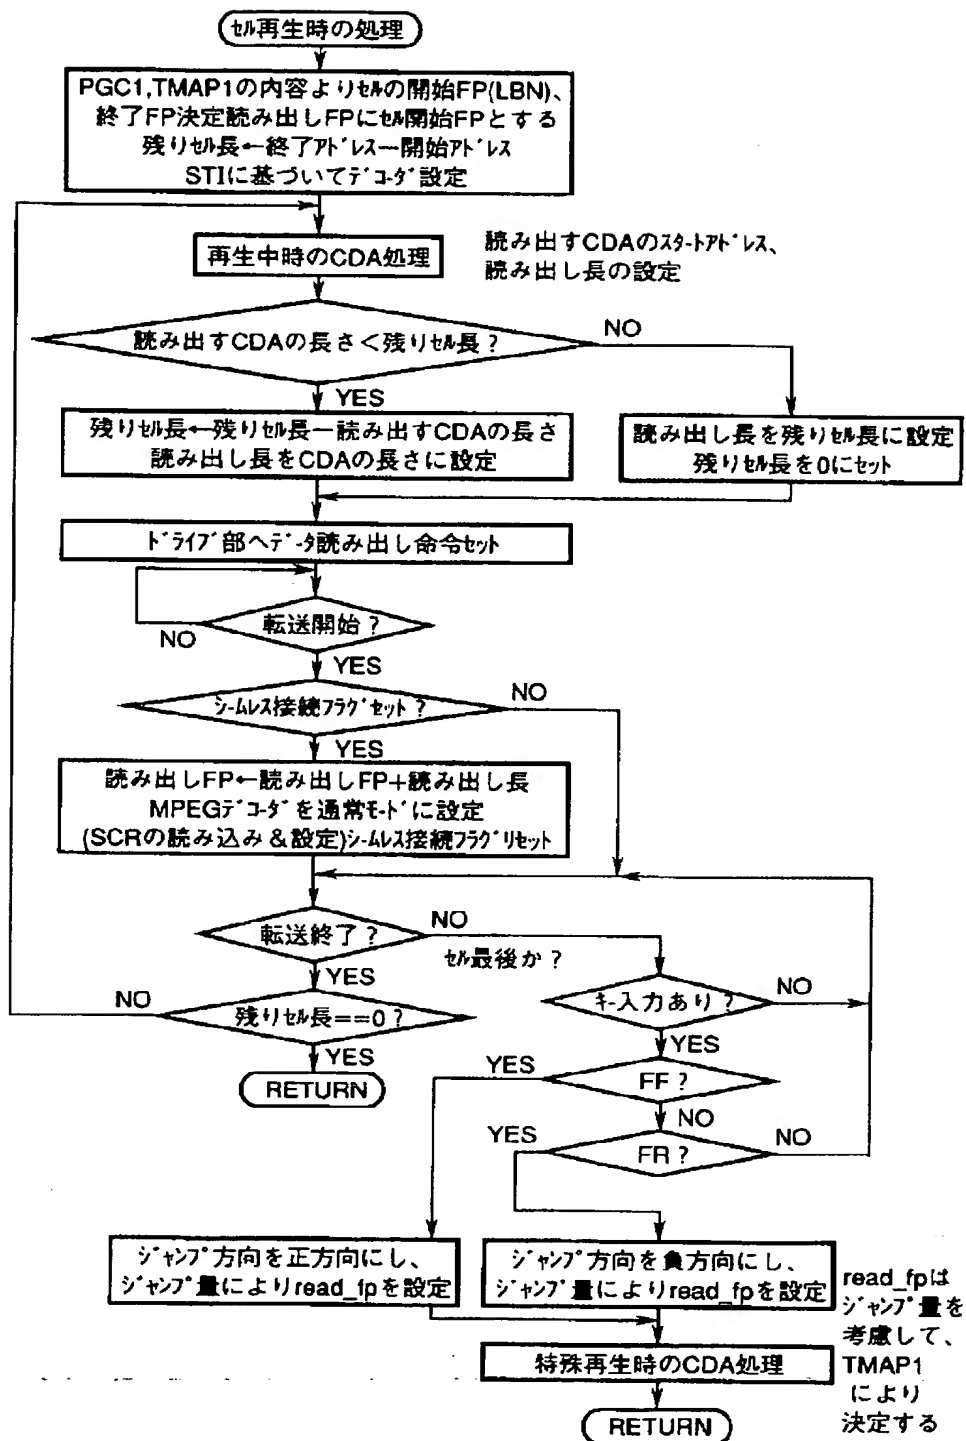 ｾﾙ再生時の処理
PGC1,TMAP1の内容よりｾﾙの開始FP(LBN)、
終了FP決定読み出しFPにｾﾙ開始FPとする
残りｾﾙ長←終了ｱﾄﾞﾚｽー開始ｱﾄﾞﾚｽ
STIに基づいてﾃﾞｺｰﾀﾞ設定
再生中時のCDA処理
読み出すCDAのｽﾀｰﾄｱﾄﾞﾚｽ、
読み出し長の設定
読み出すCDAの長さ＜残りｾﾙ長？
NO
YES
残りｾﾙ長←残りｾﾙ長ー読み出すCDAの長さ
読み出し長をCDAの長さに設定
読み出し長を残りｾﾙ長に設定
残りｾﾙ長を0にセット
ﾄﾞﾗｲﾌﾞ部へﾃﾞｰﾀ読み出し命令ｾｯﾄ
転送開始？
NO
YES
ｼｰﾑﾚｽ接続ﾌﾗｸﾞｾｯﾄ？
NO
YES
読み出しFP←読み出しFP+読み出し長
MPEGﾃﾞｺｰﾀﾞを通常ﾓｰﾄﾞに設定
(SCRの読み込み＆設定)ｼｰﾑﾚｽ接続ﾌﾗｸﾞﾘｾｯﾄ
転送終了？
NO
ｾﾙ最後か？
YES
キｰ入力あり？
NO
NO
残りｾﾙ長==0？
YES
YES
RETURN
YES
FF？
NO
YES
FR？
NO
ｼﾞｬﾝﾌﾟ方向を正方向にし、
ｼﾞｬﾝﾌﾟ量によりread_fpを設定
ｼﾞｬﾝﾌﾟ方向を負方向にし、
ｼﾞｬﾝﾌﾟ量によりread_fpを設定
read_fpは
ｼﾞｬﾝﾌﾟ量を
考慮して、
TMAP1
により
決定する
特殊再生時のCDA処理
RETURN